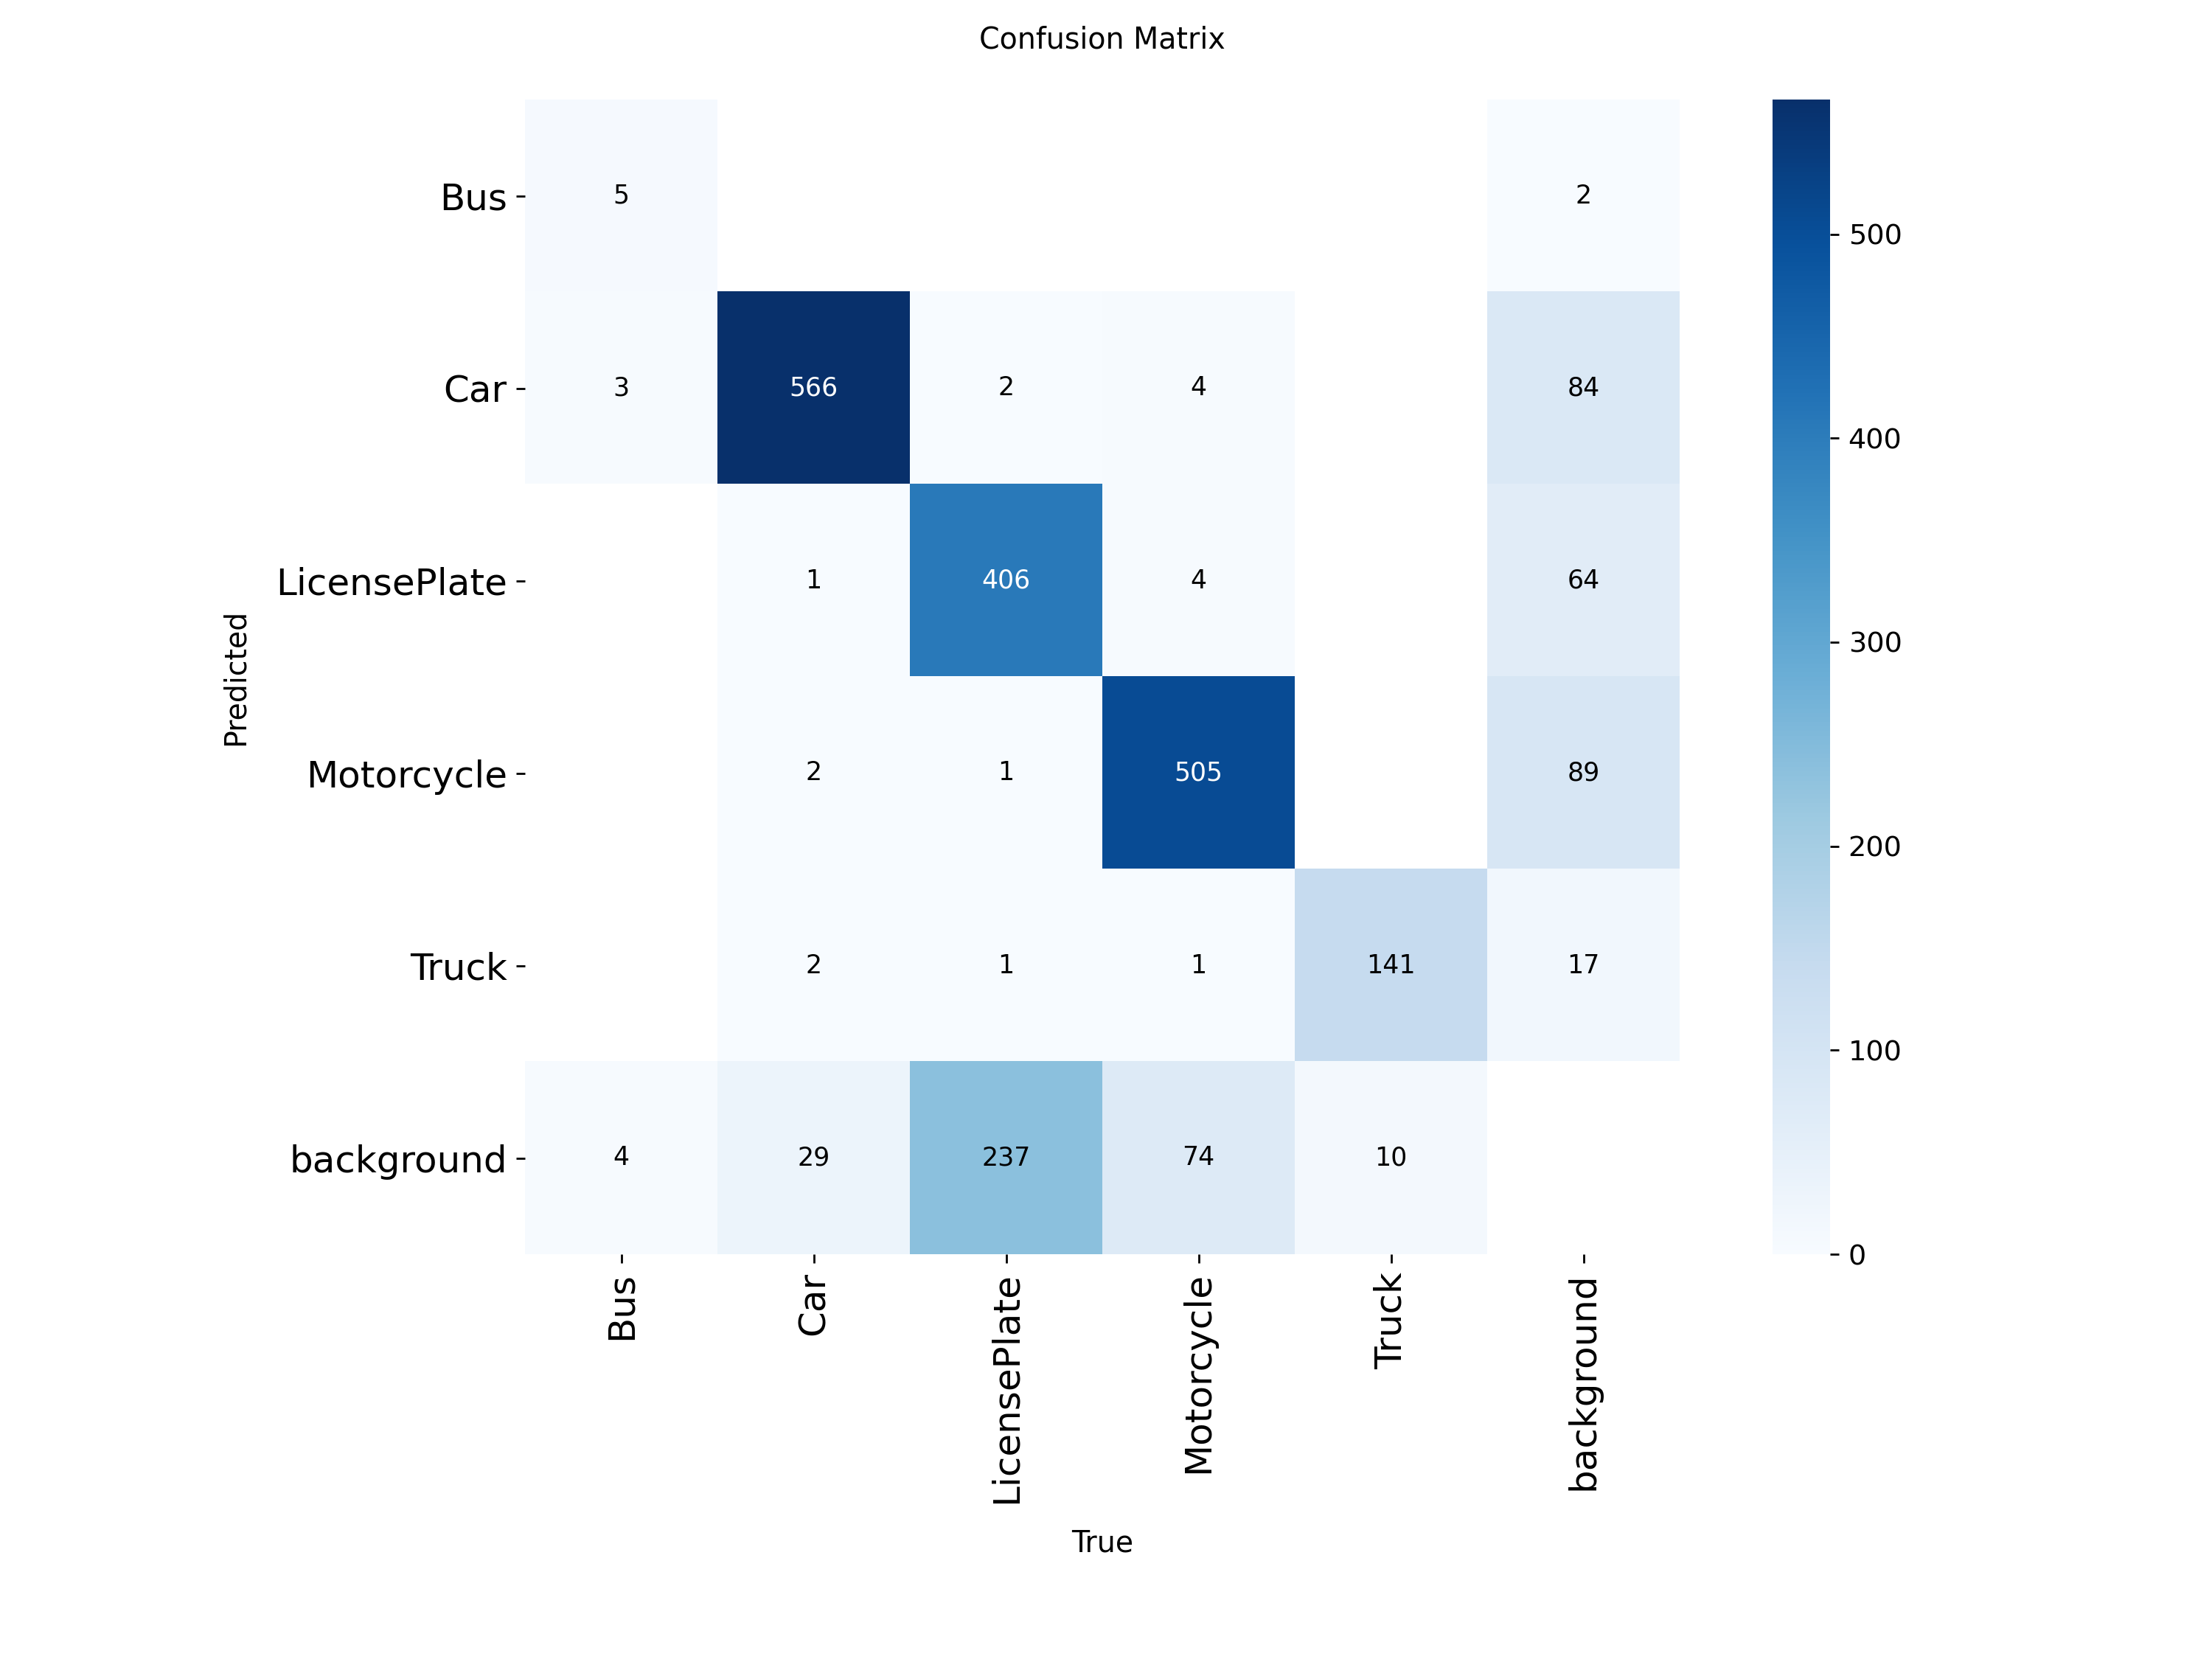 Confusion Matrix
Bus
5
2
500
Car
3
566
2
4
84
400
LicensePlate
1
406
4
64
300
Predicted
Motorcycle
2
1
505
89
200
Truck
2
1
1
141
17
100
background
4
29
237
74
10
0
Bus
Car
LicensePlate
Motorcycle
Truck
background
True